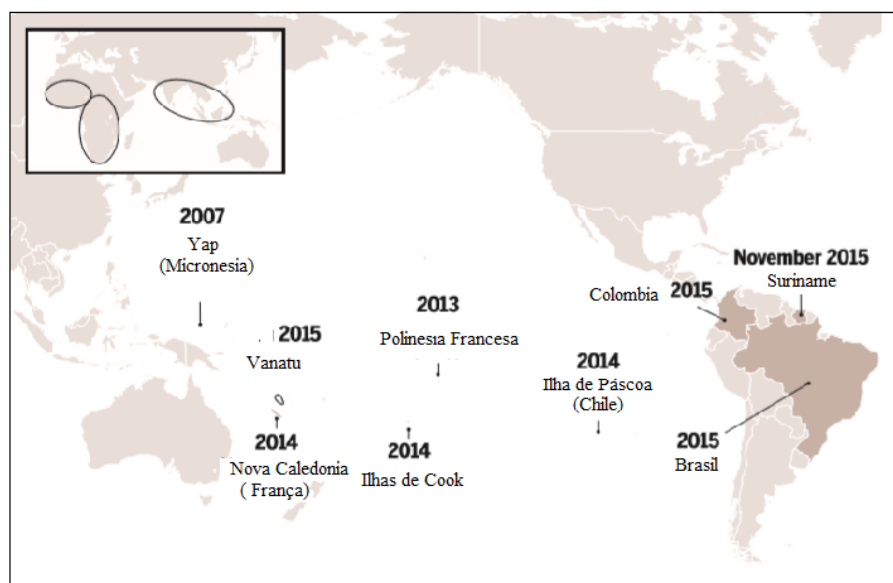 2007
Yap
(Micronesia)
2015
Vanatu
2013
Polinesia Francesa
November 2015
Suriname
Colombia 2015
2014
Ilha de Páscoa
(Chile)
2014
Nova Caledonia
( França)
2014
Ilhas de Cook
2015
Brasil